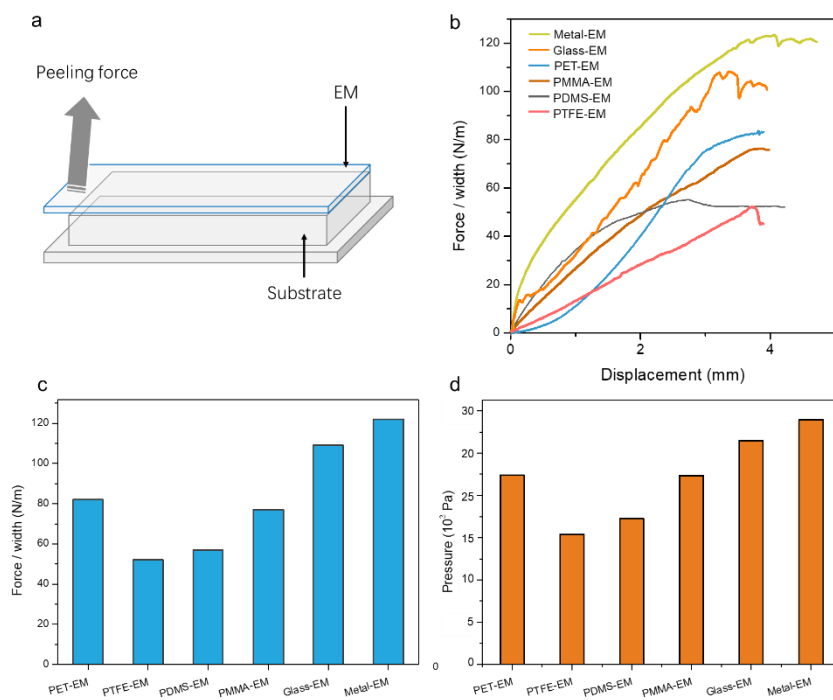 a
Peeling force
EM
Substrate
b
Force / width (N/m)
120
100
80
60
40
20
0
Metal-EM
Glass-EM
PET-EM
PMMA-EM
PDMS-EM
PTFE-EM
0
2
4
Displacement (mm)
c
Force / width (N/m)
120
100
80
60
40
20
0
PET-EM
PTFE-EM
PDMS-EM
PMMA-EM
Glass-EM
Metal-EM
d
Pressure (10³ Pa)
30
20
25
15
15
5
0
0
PET-EM
PTFE-EM
PDMS-EM
PMMA-EM
Glass-EM
Metal-EM